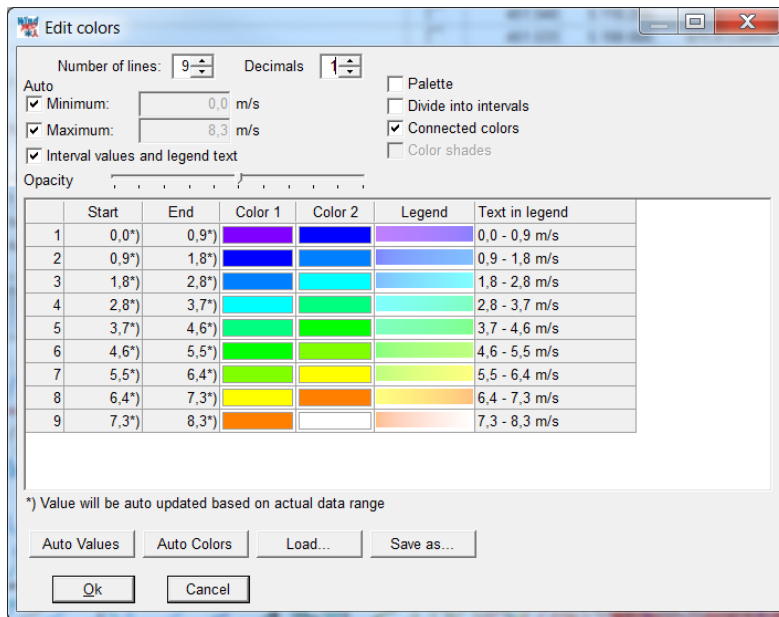 Wind
Edit colors
X
Number of lines: 9 Decimals 1
Auto
Minimum: 0,0 m/s
Maximum: 8,3 m/s
Interval values and legend text
Palette
Divide into intervals
Connected colors
Color shades
Opacity
Start End Color 1 Color 2 Legend Text in legend
1 0,0*) 0,9*) 0,0 - 0,9 m/s
2 0,9*) 1,8*) 0,9 - 1,8 m/s
3 1,8*) 2,8*) 1,8 - 2,8 m/s
4 2,8*) 3,7*) 2,8 - 3,7 m/s
5 3,7*) 4,6*) 3,7 - 4,6 m/s
6 4,6*) 5,5*) 4,6 - 5,5 m/s
7 5,5*) 6,4*) 5,5 - 6,4 m/s
8 6,4*) 7,3*) 6,4 - 7,3 m/s
9 7,3*) 8,3*) 7,3 - 8,3 m/s
*) Value will be auto updated based on actual data range
Auto Values Auto Colors Load... Save as...
Ok Cancel